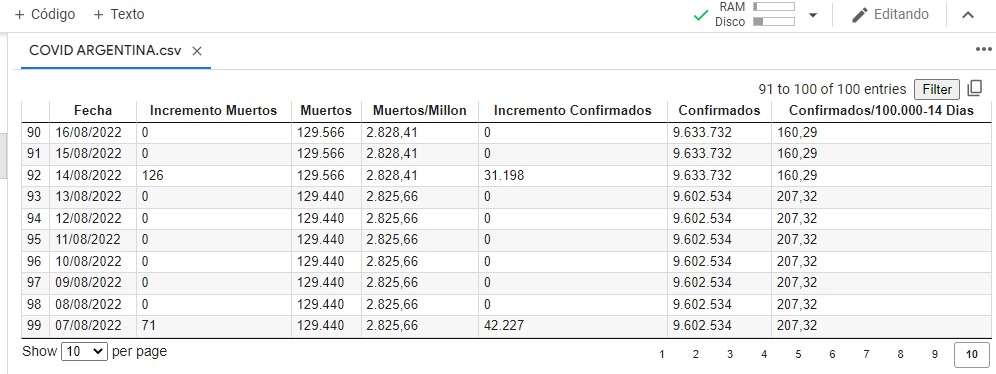 + Código + Texto RAM Disco Editando
COVID ARGENTINA.csv ×
91 to 100 of 100 entries Filter
Fecha Incremento Muertos Muertos Muertos/Millon Incremento Confirmados Confirmados Confirmados/100.000-14 Dias
90 16/08/2022 0 129.566 2.828,41 0 9.633.732 160,29
91 15/08/2022 0 129.566 2.828,41 0 9.633.732 160,29
92 14/08/2022 126 129.566 2.828,41 31.198 9.633.732 160,29
93 13/08/2022 0 129.440 2.825,66 0 9.602.534 207,32
94 12/08/2022 0 129.440 2.825,66 0 9.602.534 207,32
95 11/08/2022 0 129.440 2.825,66 0 9.602.534 207,32
96 10/08/2022 0 129.440 2.825,66 0 9.602.534 207,32
97 09/08/2022 0 129.440 2.825,66 0 9.602.534 207,32
98 08/08/2022 0 129.440 2.825,66 0 9.602.534 207,32
99 07/08/2022 71 129.440 2.825,66 42.227 9.602.534 207,32
Show 10 per page 1 2 3 4 5 6 7 8 9 10